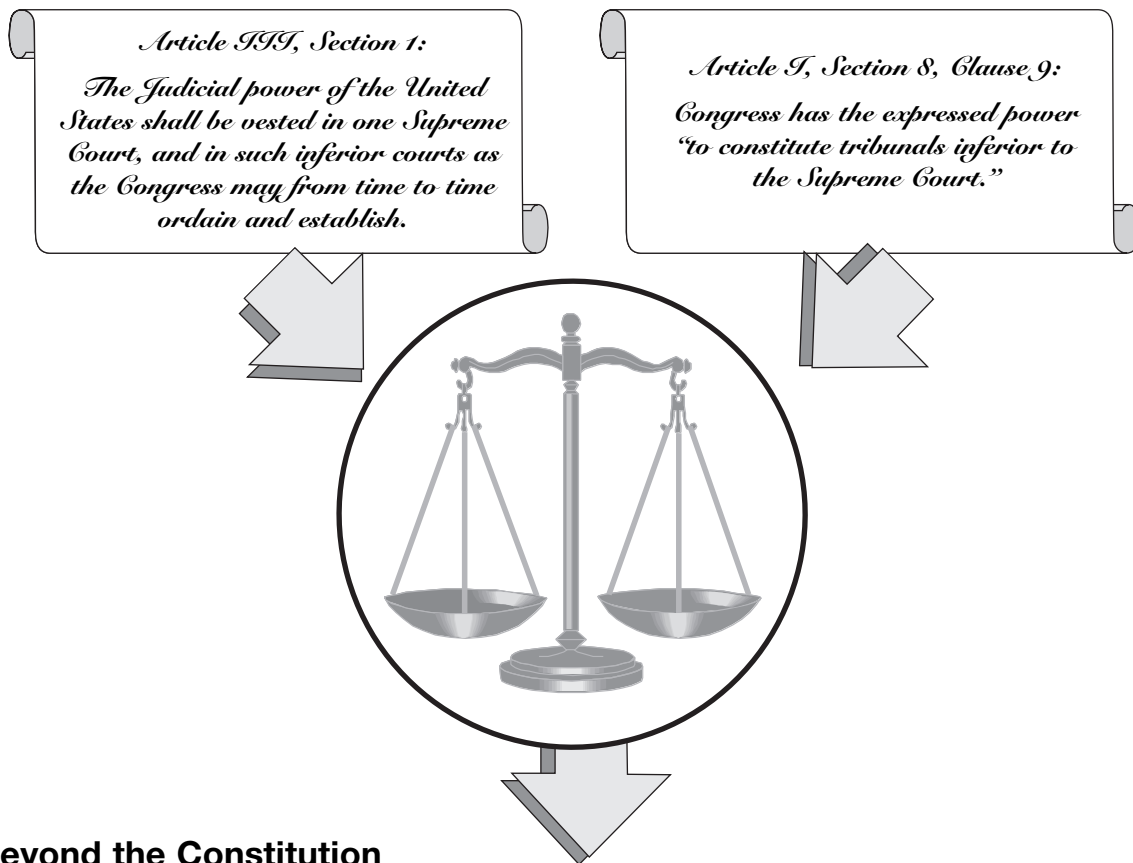 Article III, Section 1:
The Judicial power of the United
States shall be vested in one Supreme
Court, and in such inferior courts as
the Congress may from time to time
ordain and establish.
Article I, Section 8, Clause 9:
Congress has the expressed power
“to constitute tribunals inferior to
the Supreme Court.”
eyond the Constitution